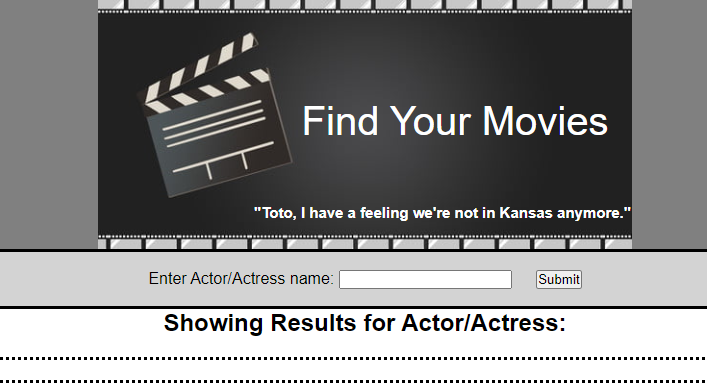 Find Your Movies
"Toto, I have a feeling we're not in Kansas anymore."
Enter Actor/Actress name: Submit
Showing Results for Actor/Actress: